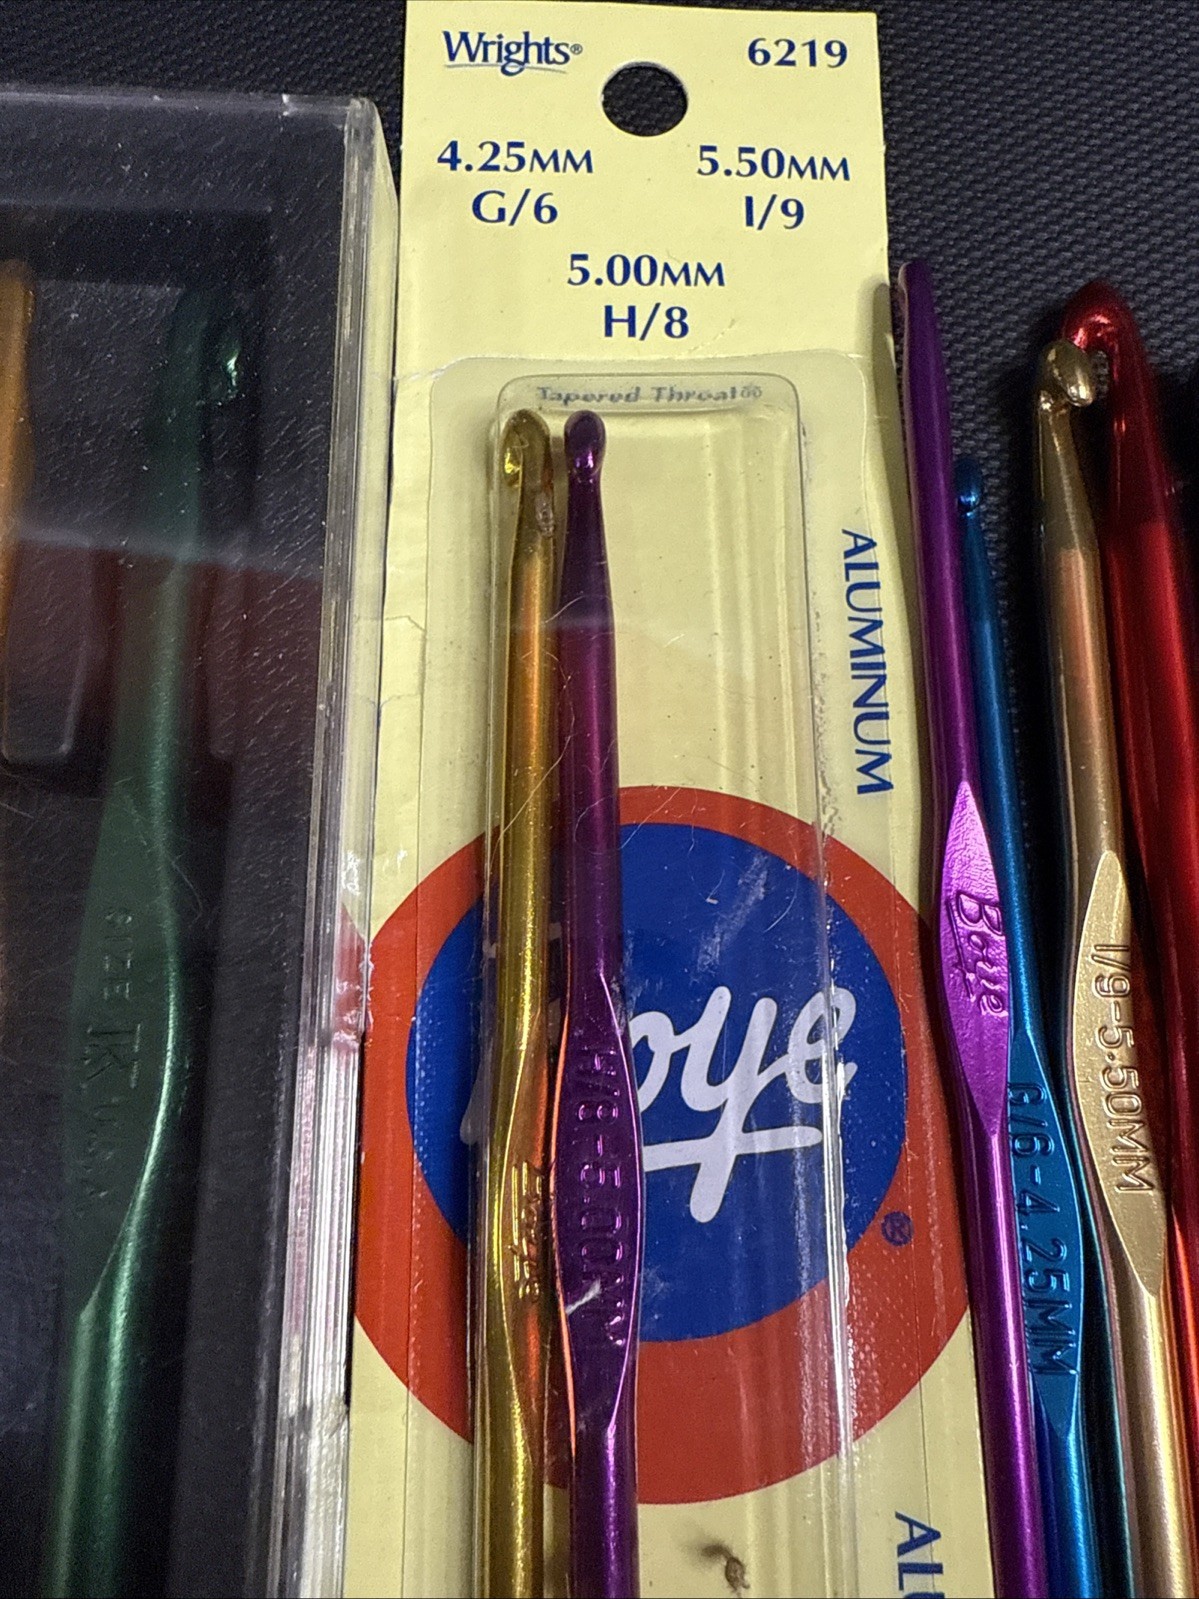 Wrights®
6219
4.25MM
G/6
5.50MM
I/9
5.00MM
H/8
Tapered Throat
ALUMINUM
Boye
®
SIZE K U.S.A.
H/8-5.00MM
Boye
G/6-4.25MM
I/9-5.50MM